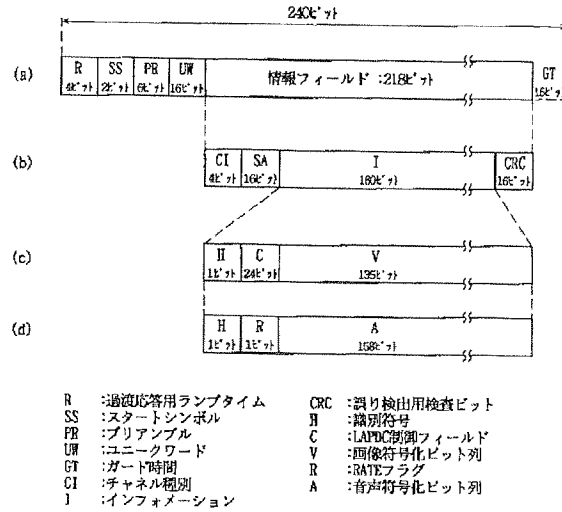 240ﾋﾞｯﾄ
(a)
R SS PR UW 情報フィールド :218ﾋﾞｯﾄ GT
4ﾋﾞｯﾄ 2ﾋﾞｯﾄ 6ﾋﾞｯﾄ 16ﾋﾞｯﾄ 16ﾋﾞｯﾄ
(b)
CI SA I CRC
4ﾋﾞｯﾄ 16ﾋﾞｯﾄ 160ﾋﾞｯﾄ 16ﾋﾞｯﾄ
(c)
H C V
1ﾋﾞｯﾄ 24ﾋﾞｯﾄ 135ﾋﾞｯﾄ
(d)
H R A
1ﾋﾞｯﾄ 1ﾋﾞｯﾄ 158ﾋﾞｯﾄ
R :過渡応答用ランプタイム
SS :スタートシンボル
PR :プリアンブル
UW :ユニークワード
GT :ガード時間
CI :チャネル種別
I :インフォメーション
CRC :誤り検出用検査ビット
H :識別符号
C :LAPDC制御フィールド
V :画像符号化ビット列
R :RATEフラグ
A :音声符号化ビット列